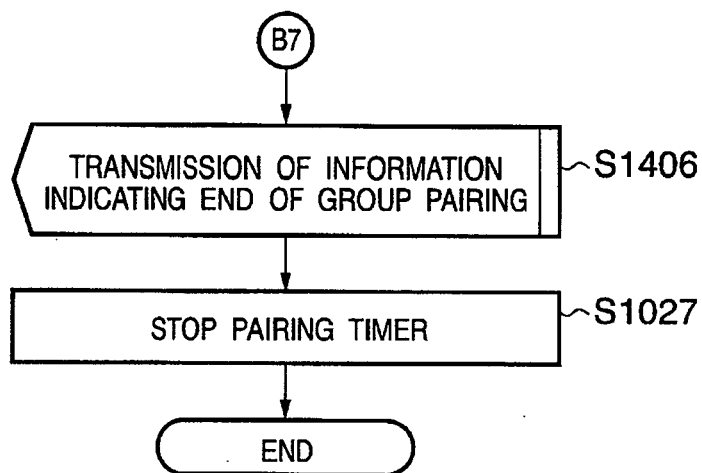 B7
TRANSMISSION OF INFORMATION
INDICATING END OF GROUP PAIRING
S1406
STOP PAIRING TIMER
S1027
END